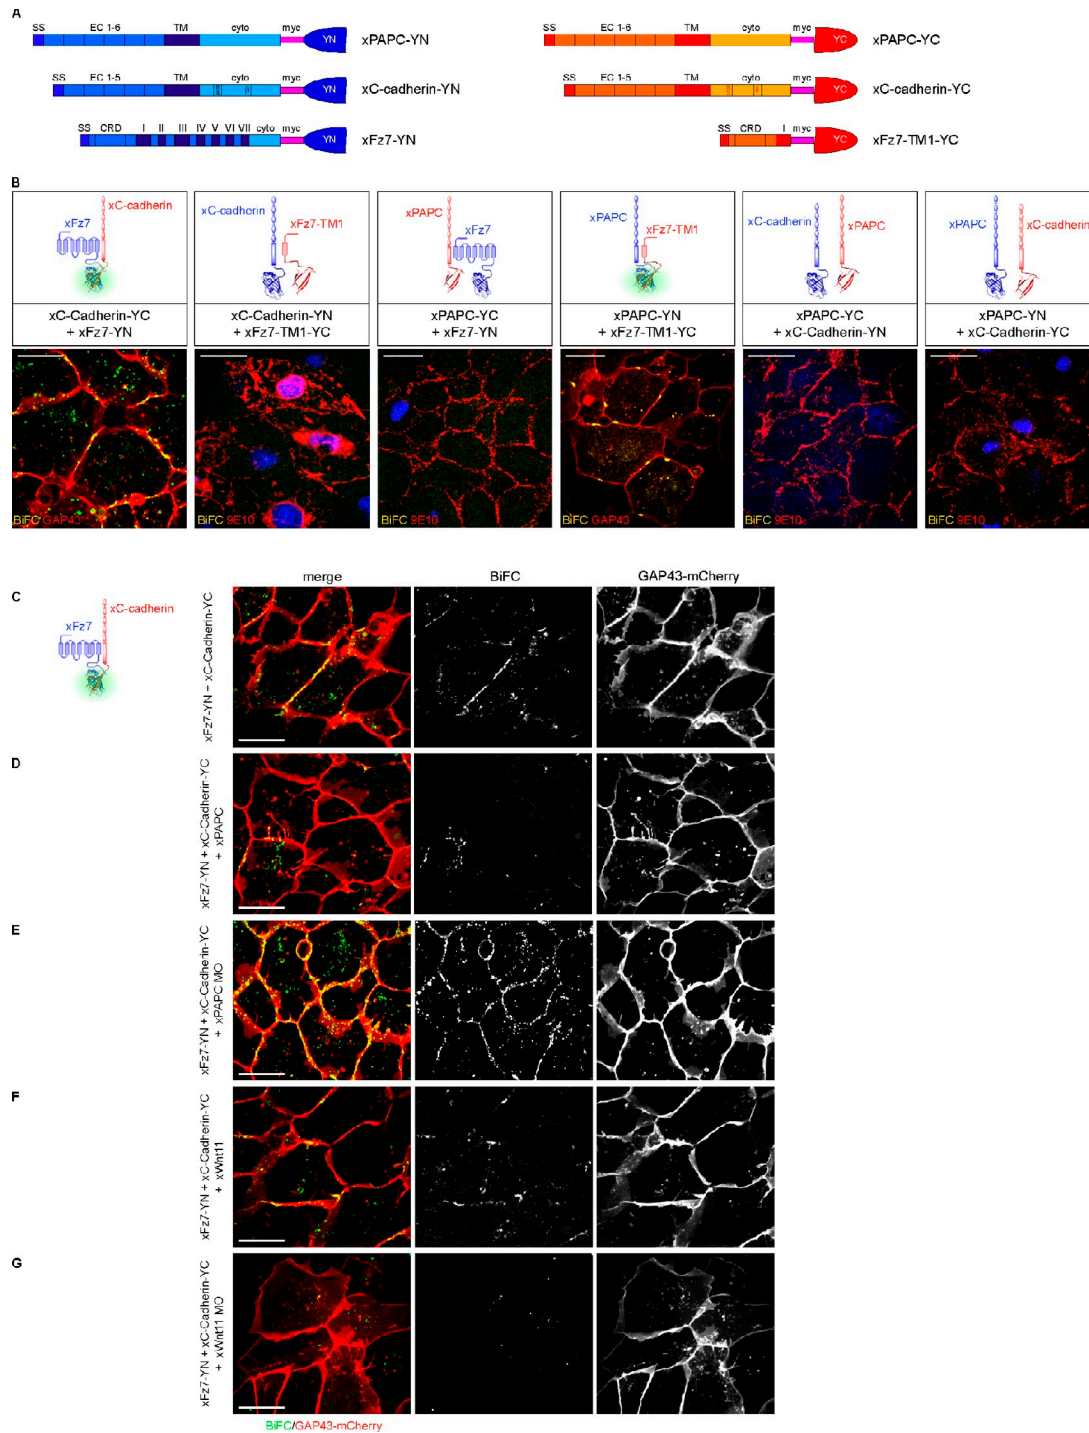 A
SS EC 1-6 TM cyto myc YN xPAPC-YN
SS EC 1-6 TM cyto myc YC xPAPC-YC
SS EC 1-5 TM cyto myc YN xC-cadherin-YN
SS EC 1-5 TM cyto myc YC xC-cadherin-YC
SS CRD I II III IV V VI VII cyto myc YN xFz7-YN
SS CRD I myc YC xFz7-TM1-YC
B
xC-cadherin
xFz7
xC-cadherin
xFz7-TM1
xPAPC
xFz7
xPAPC
xFz7-TM1
xC-cadherin
xPAPC
xPAPC
xC-cadherin
xC-Cadherin-YC
+ xFz7-YN
xC-Cadherin-YN
+ xFz7-TM1-YC
xPAPC-YC
+ xFz7-YN
xPAPC-YN
+ xFz7-TM1-YC
xPAPC-YC
+ xC-Cadherin-YN
xPAPC-YN
+ xC-Cadherin-YC
BiFC GAP43
BiFC 9E10
BiFC 9E10
BiFC GAP43
BiFC 9E10
BiFC 9E10
merge BiFC GAP43-mCherry
C
xC-cadherin
xFz7
xFz7-YN + xC-Cadherin-YC
D
xFz7-YN + xC-Cadherin-YC
+ xPAPC
E
xFz7-YN + xC-Cadherin-YC
+ xPAPC MO
F
xFz7-YN + xC-Cadherin-YC
+ xWnt11
G
xFz7-YN + xC-Cadherin-YC
+ xWnt11 MO
BiFC/GAP43-mCherry